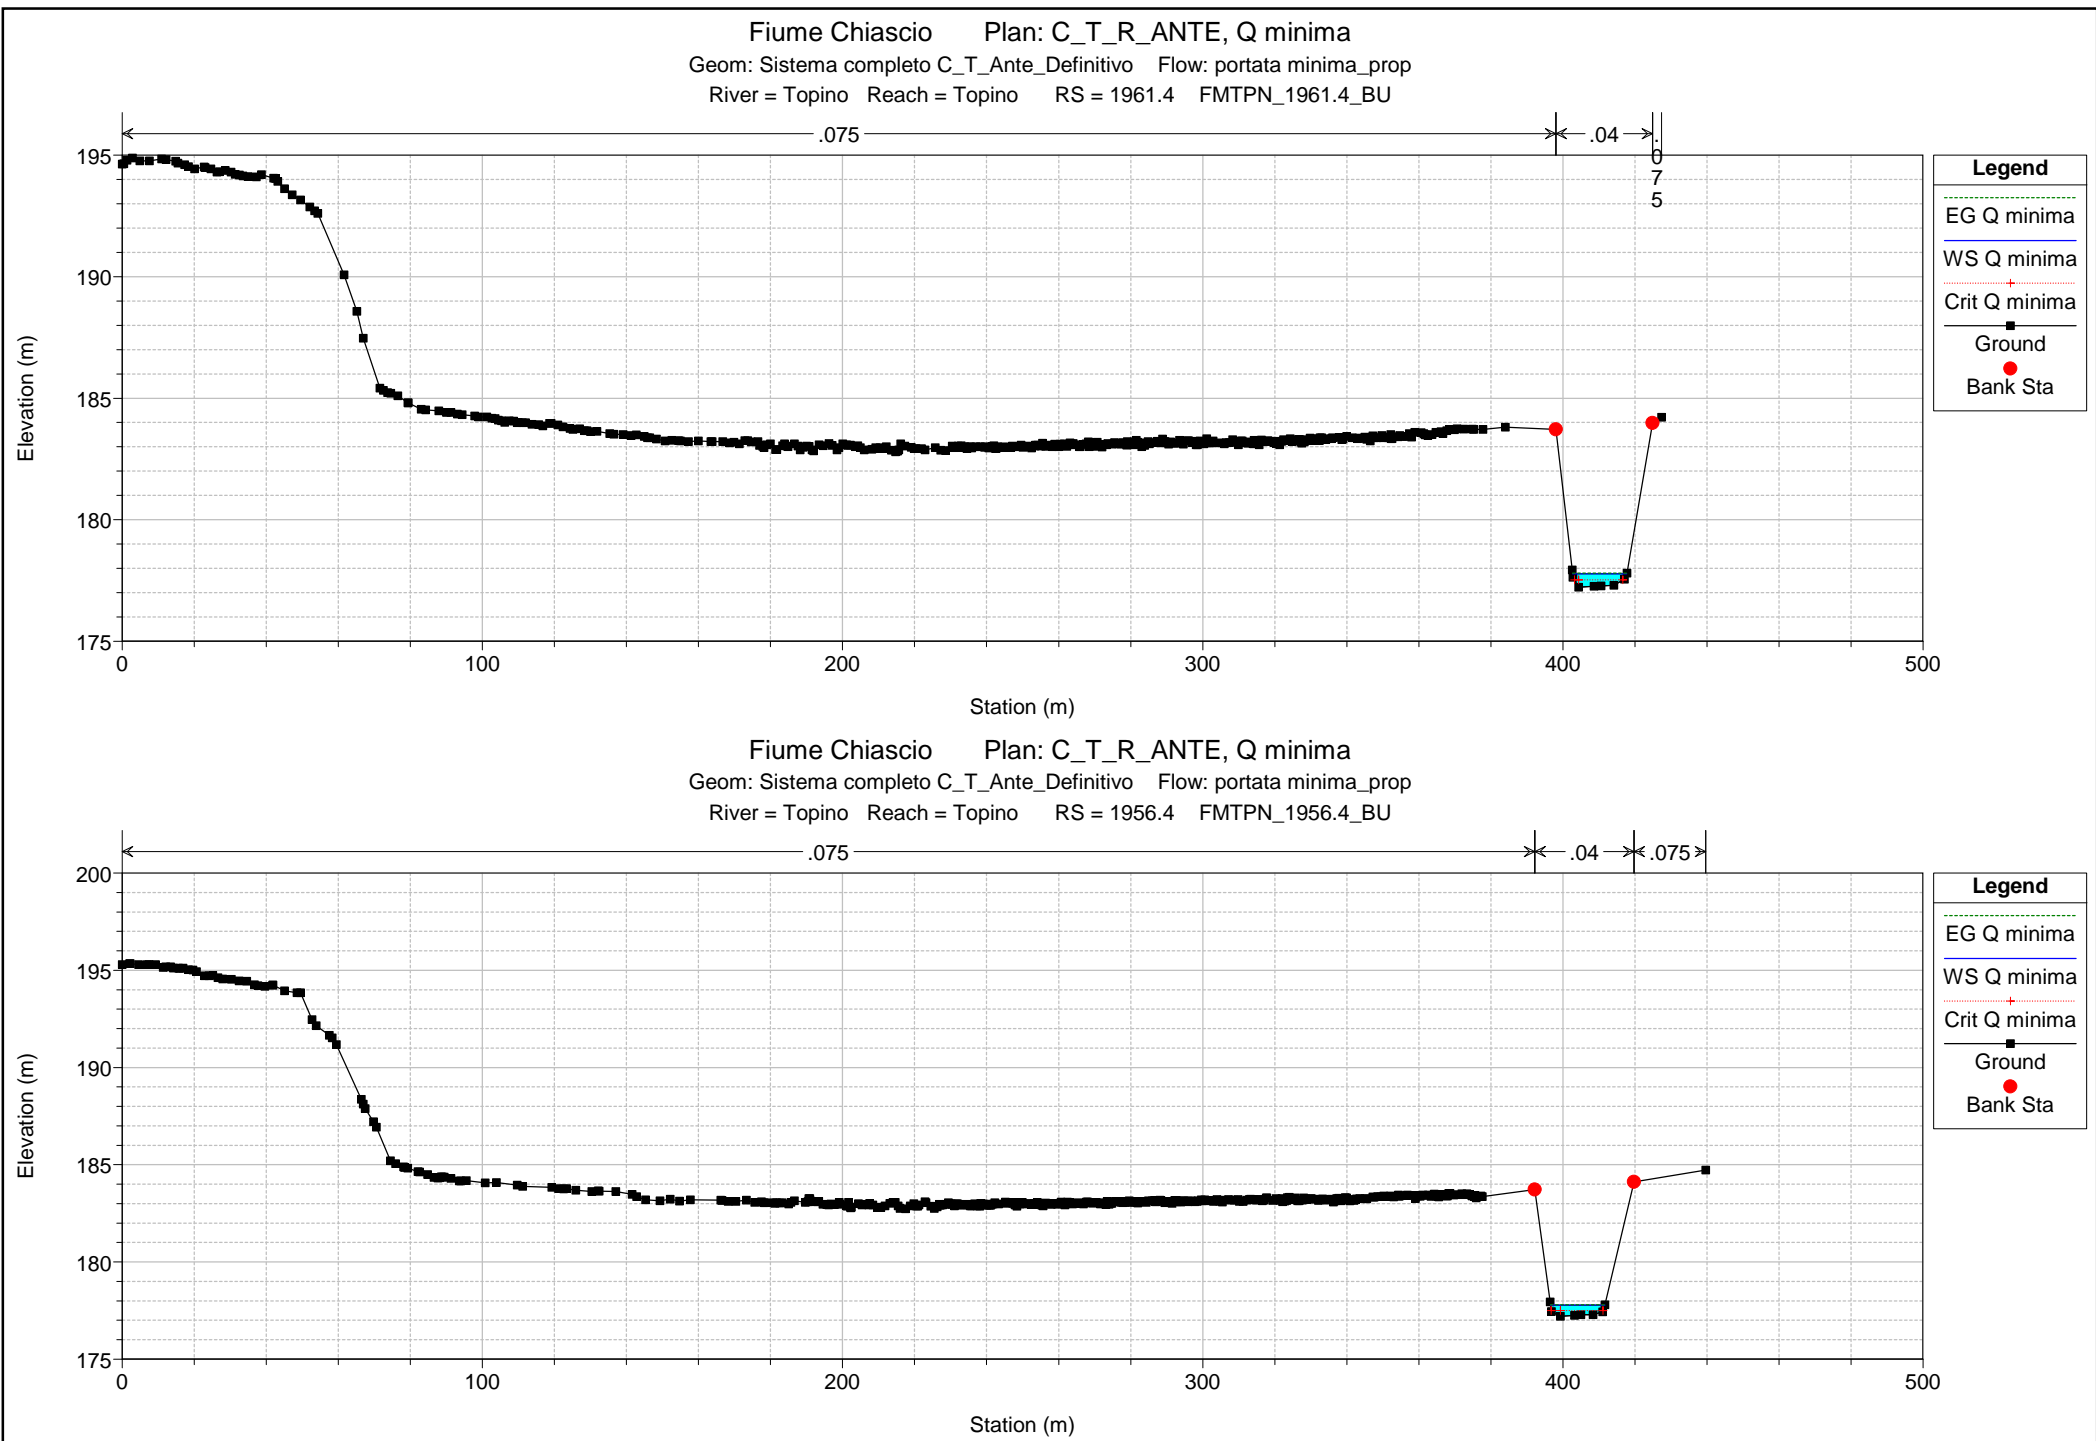 Fiume Chiascio Plan: C_T_R_ANTE, Q minima
Geom: Sistema completo C_T_Ante_Definitivo Flow: portata minima_prop
River = Topino Reach = Topino RS = 1961.4 FMTPN_1961.4_BU
.075 .04 .075
195
190
185
180
175
Elevation (m)
0 100 200 300 400 500
Station (m)
Legend
EG Q minima
WS Q minima
Crit Q minima
Ground
Bank Sta
Fiume Chiascio Plan: C_T_R_ANTE, Q minima
Geom: Sistema completo C_T_Ante_Definitivo Flow: portata minima_prop
River = Topino Reach = Topino RS = 1956.4 FMTPN_1956.4_BU
.075 .04 .075
200
195
190
185
180
175
Elevation (m)
0 100 200 300 400 500
Station (m)
Legend
EG Q minima
WS Q minima
Crit Q minima
Ground
Bank Sta